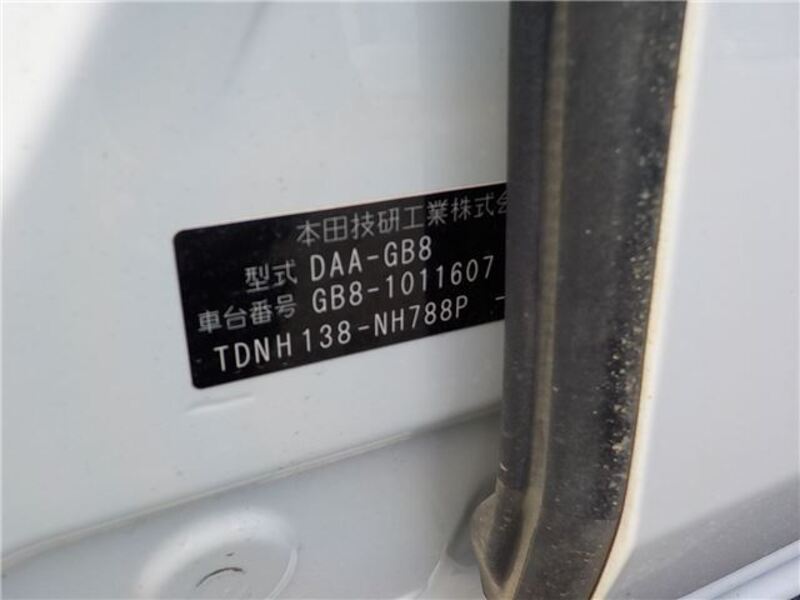 本田技研工業株式会
型式 DAA-GB8
車台番号 GB8-1011607
TDNH138-NH788P -